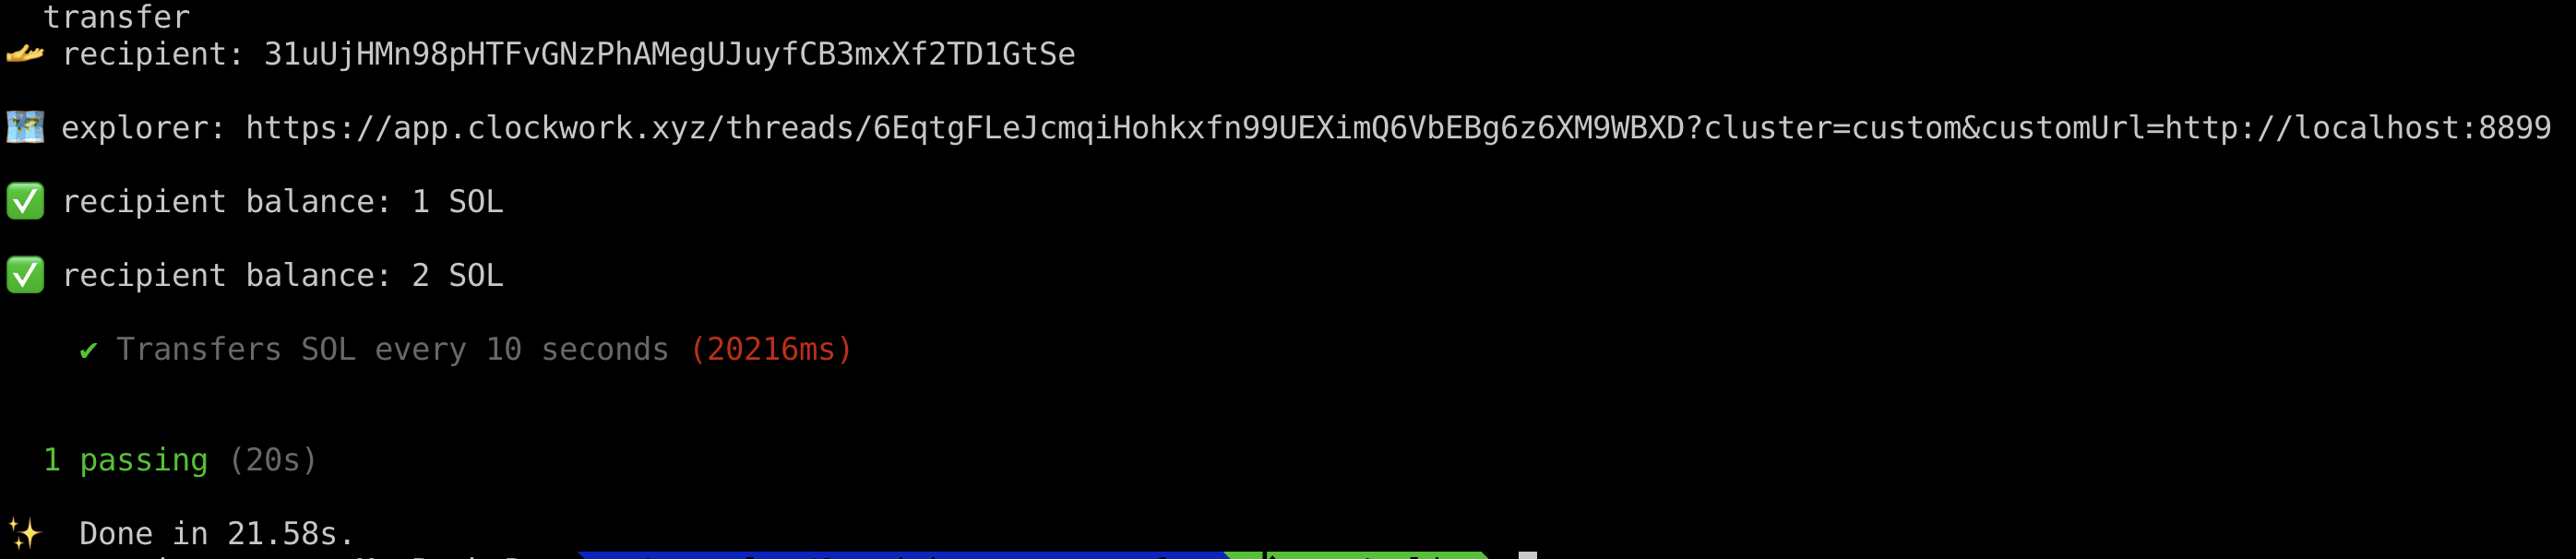 transfer
recipient: 31uUjHMn98pHTFvGNzPhAMegUJuyfCB3mxXf2TD1GtSe
explorer: https://app.clockwork.xyz/threads/6EqtgFLeJcmqiHohkxfn99UEXimQ6VbEBg6z6XM9WBXD?cluster=custom&customUrl=http://localhost:8899
recipient balance: 1 SOL
recipient balance: 2 SOL
✔ Transfers SOL every 10 seconds (20216ms)
1 passing (20s)
Done in 21.58s.